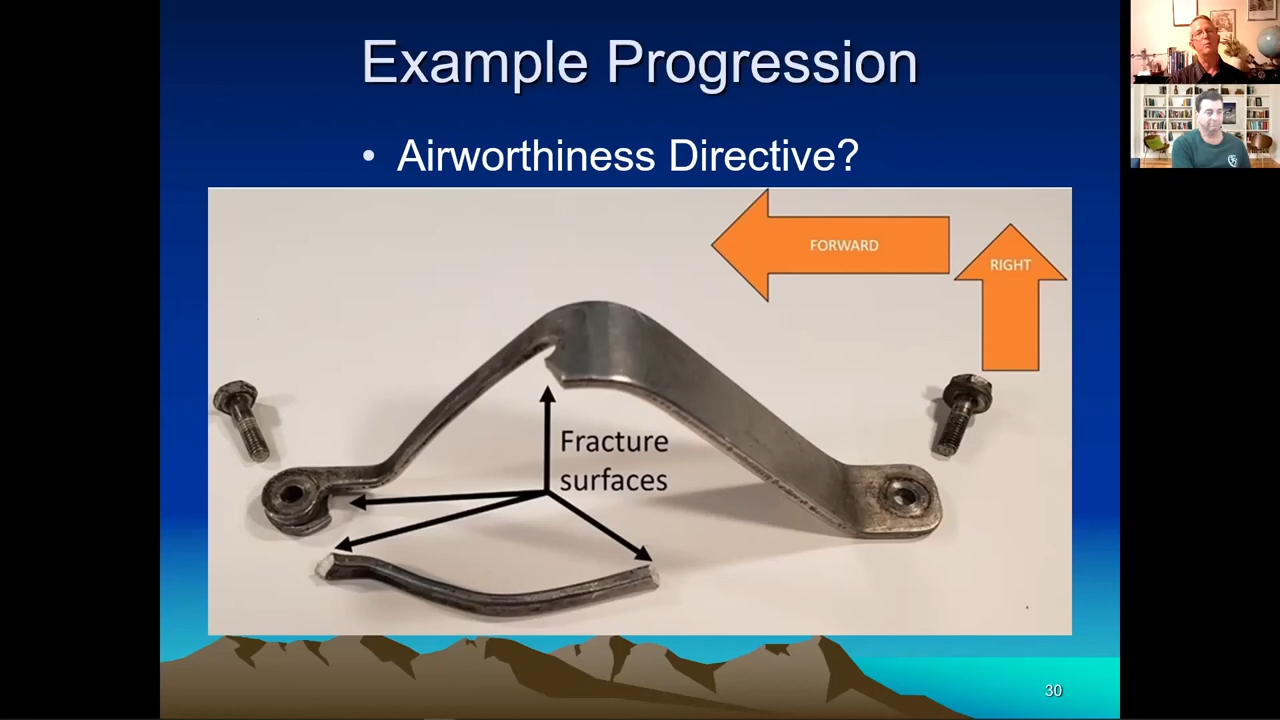 Example Progression
• Airworthiness Directive?
FORWARD
RIGHT
Fracture
surfaces
30